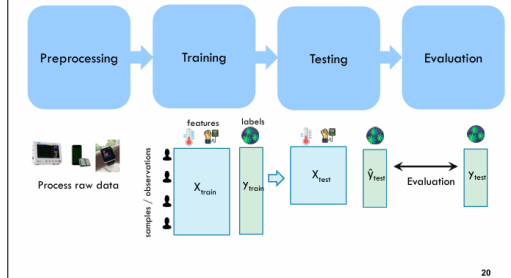 Preprocessing
Training
Testing
Evaluation
features
labels
samples / observations
Process raw data
Xtrain
ytrain
Xtest
ŷtest
Evaluation
ytest
20